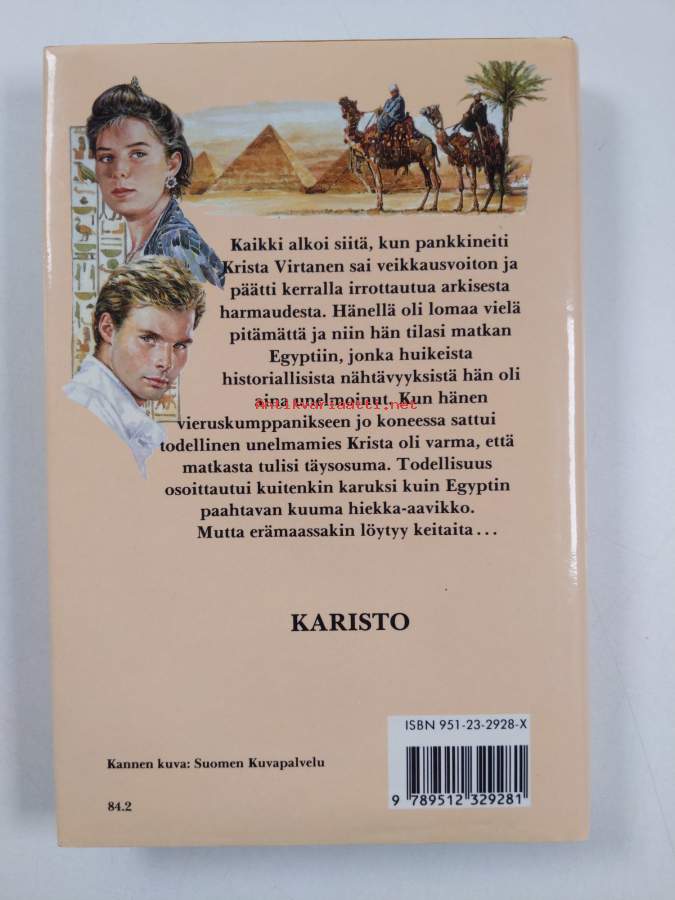 Kaikki alkoi siitä, kun pankkineiti
Krista Virtanen sai veikkausvoiton ja
päätti kerralla irrottautua arkisesta
harmaudesta. Hänellä oli lomaa vielä
pitämättä ja niin hän tilasi matkan
Egyptiin, jonka huikeista
historiallisista nähtävyyksistä hän oli
aina unelmoinut. Kun hänen
antikvariaatti.net
vieruskumppanikseen jo koneessa sattui
todellinen unelmamies Krista oli varma, että
matkasta tulisi täysosuma. Todellisuus
osoittautui kuitenkin karuksi kuin Egyptin
paahtavan kuuma hiekka-aavikko.
Mutta erämaassakin löytyy keitaita...
KARISTO
ISBN 951-23-2928-X
Kannen kuva: Suomen Kuvapalvelu
9 789512 329281
84.2